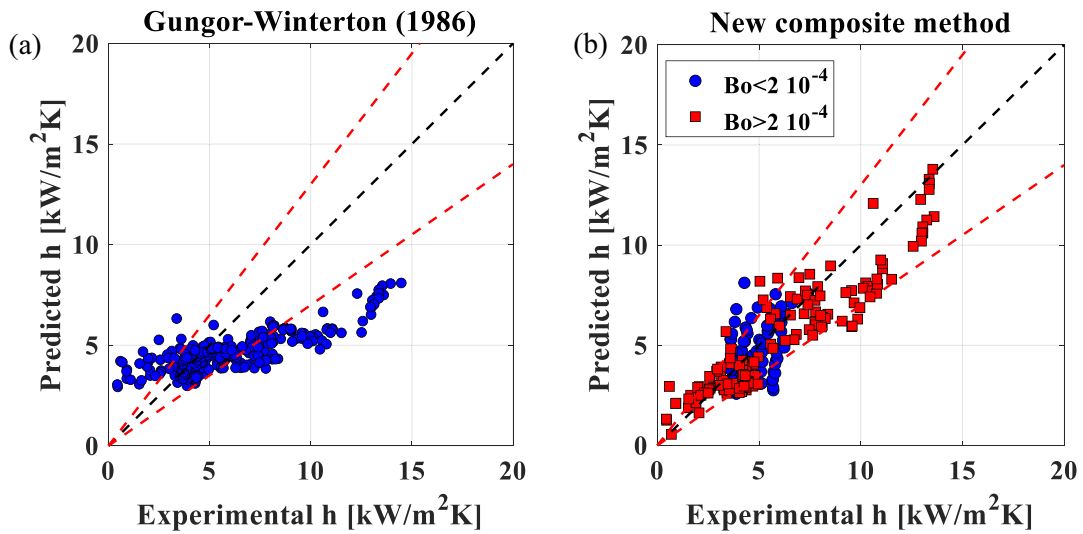 (a)
Gungor-Winterton (1986)
20
15
10
5
0
Predicted h [kW/m²K]
0 5 10 15 20
Experimental h [kW/m²K]
(b)
New composite method
Bo<2 10⁻⁴
Bo>2 10⁻⁴
20
15
10
5
0
Predicted h [kW/m²K]
0 5 10 15 20
Experimental h [kW/m²K]